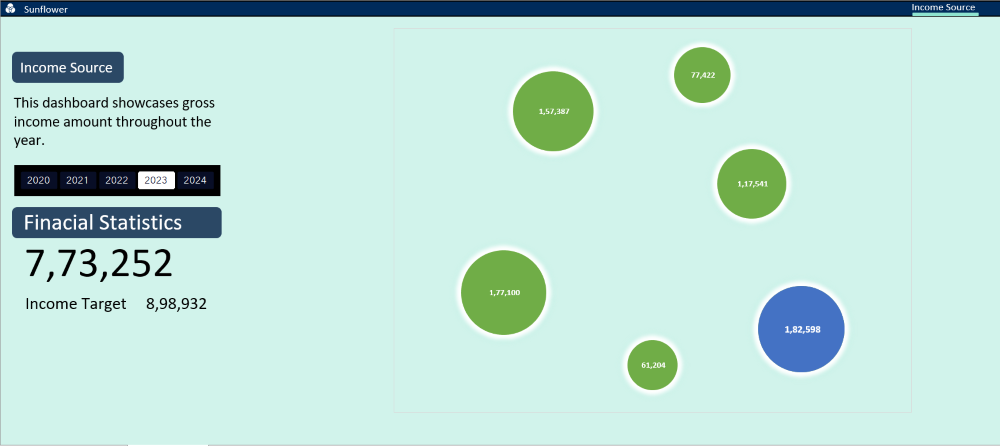 Sunflower
Income Source
Income Source
This dashboard showcases gross
income amount throughout the
year.
2020 2021 2022 2023 2024
Finacial Statistics
7,73,252
Income Target 8,98,932
77,422
1,57,387
1,17,541
1,77,100
1,82,598
61,204